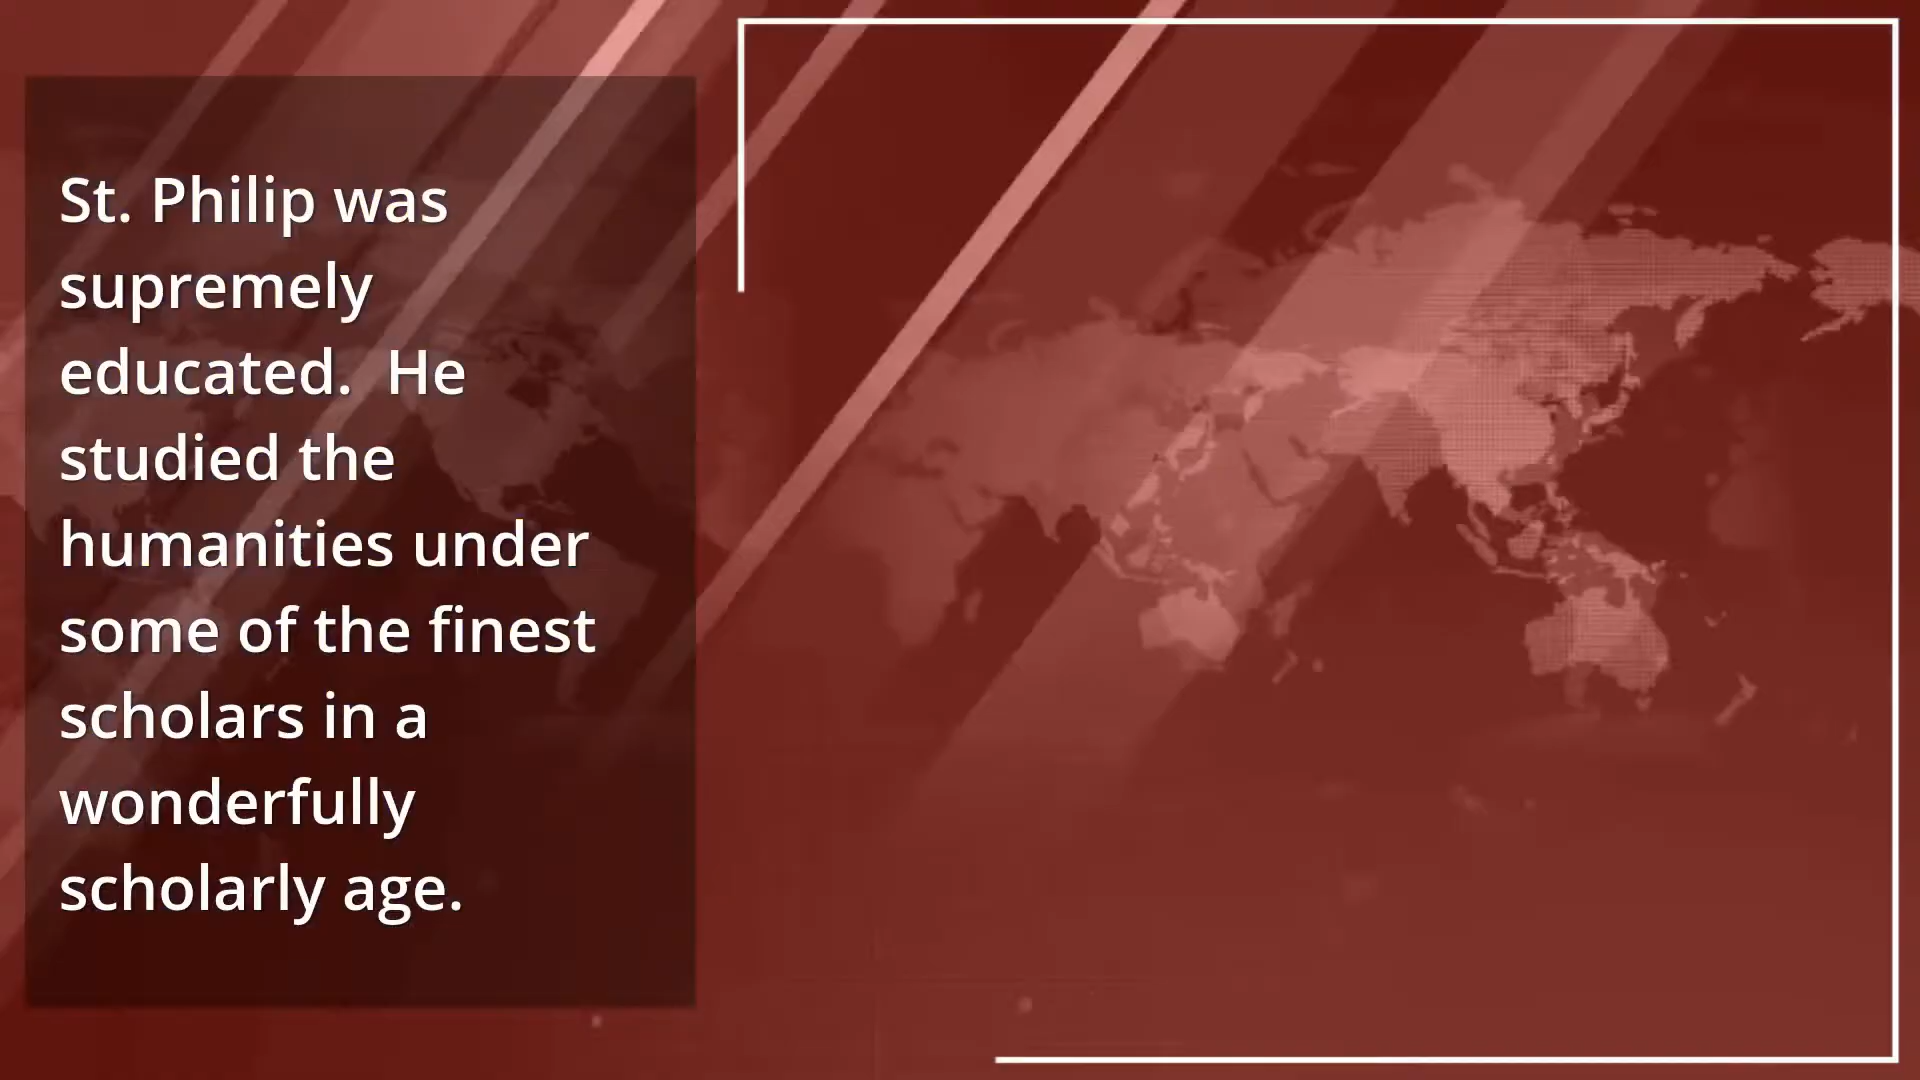 St. Philip was
supremely
educated.  He
studied the
humanities under
some of the finest
scholars in a
wonderfully
scholarly age.